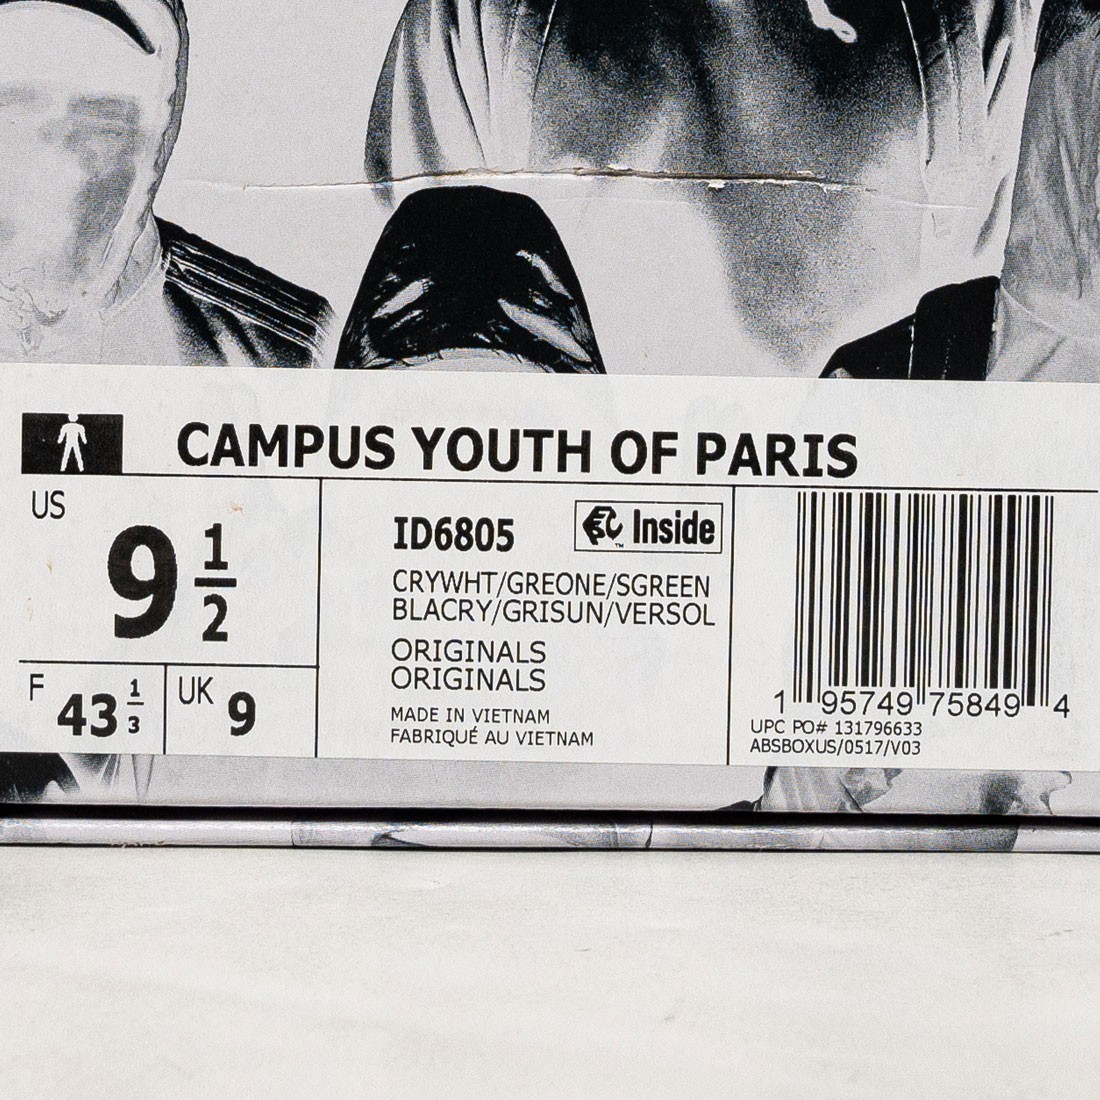 CAMPUS YOUTH OF PARIS
US
9 1/2
F 43 1/3
UK 9
ID6805
Inside
™
CRYWHT/GREONE/SGREEN
BLACRY/GRISUN/VERSOL
ORIGINALS
ORIGINALS
MADE IN VIETNAM
FABRIQUÉ AU VIETNAM
1 95749 75849 4
UPC PO# 131796633
ABSBOXUS/0517/V03